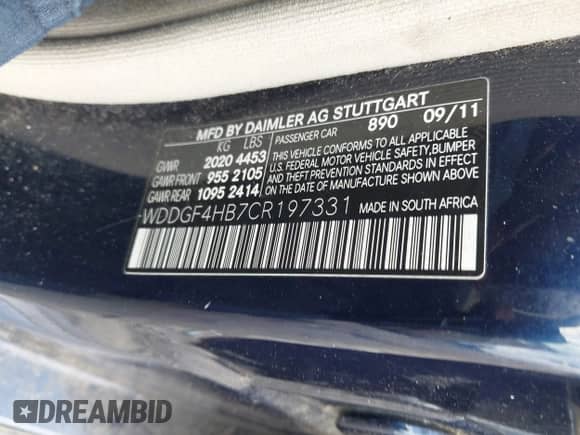 MFD BY DAIMLER AG STUTTGART
KG LBS
GVWR 2020 4453
GAWR FRONT 955 2105
GAWR REAR 1095 2414
PASSENGER CAR 890 09/11
THIS VEHICLE CONFORMS TO ALL APPLICABLE
U.S. FEDERAL MOTOR VEHICLE SAFETY, BUMPER
AND THEFT PREVENTION STANDARDS IN EFFECT
ON THE DATE OF MANUFACTURE SHOWN ABOVE.
WDDGF4HB7CR197331 MADE IN SOUTH AFRICA
DREAMBID